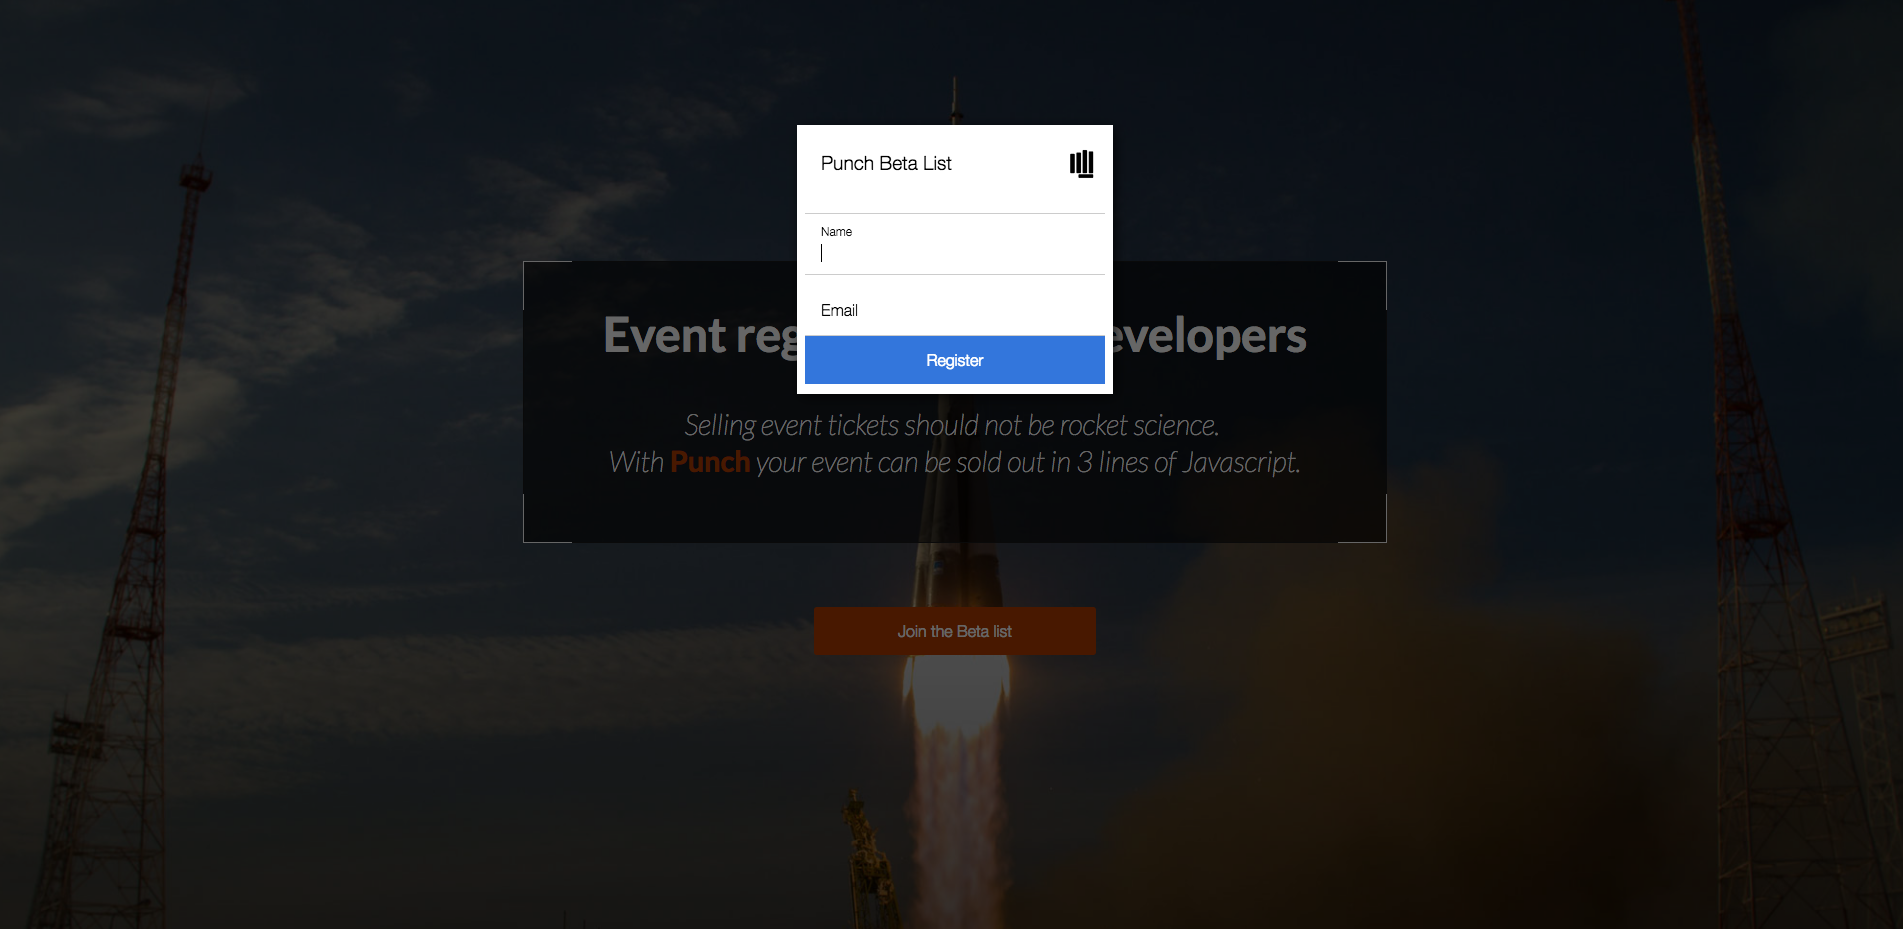 Punch Beta List
Name
Email
Register
Event reg evelopers
Selling event tickets should not be rocket science.
With Punch your event can be sold out in 3 lines of Javascript.
Join the Beta list